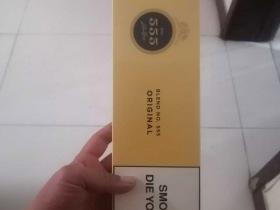 555
BLEND NO. 555
ORIGINAL
SMO
DIE YO